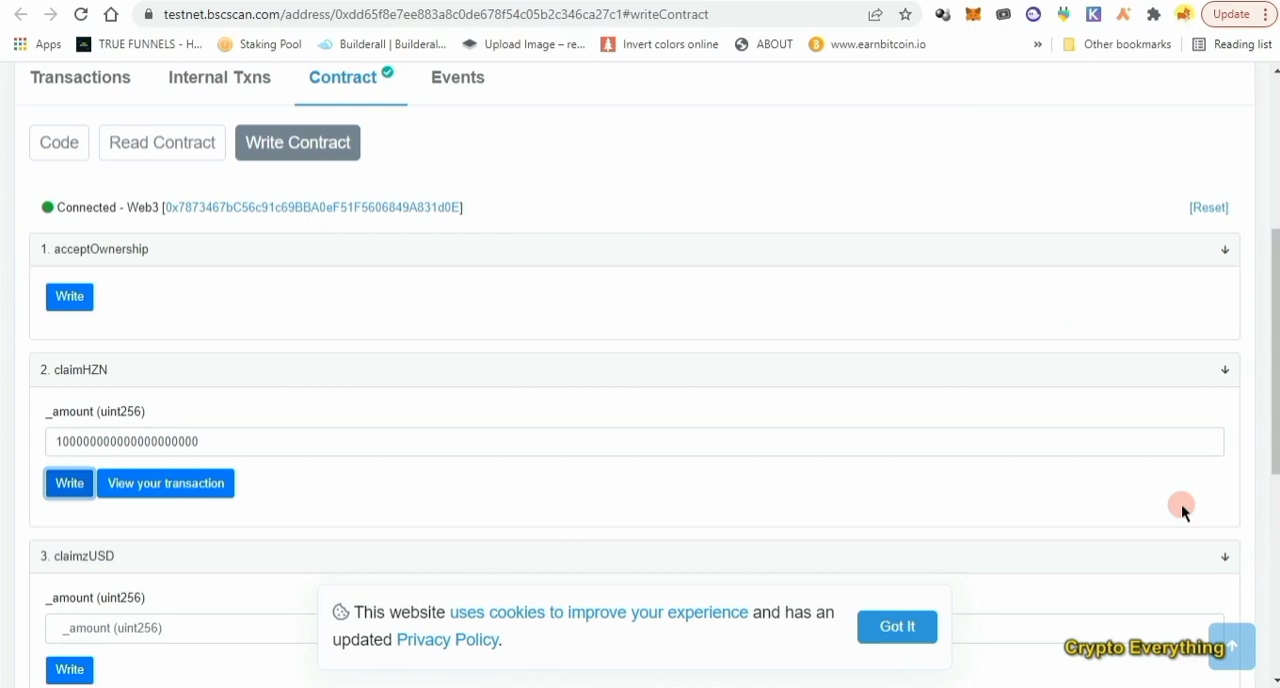 testnet.bscscan.com/address/0xdd65f8e7ee883a8c0de678f54c05b2c346ca27c1#writeContract
Update
Apps
TRUE FUNNELS - H...
Staking Pool
Builderall | Builderal...
Upload Image – re...
Invert colors online
ABOUT
www.earnbitcoin.io
»
Other bookmarks
Reading list
Transactions
Internal Txns
Contract
Events
Code
Read Contract
Write Contract
Connected - Web3 [0x7873467bC56c91c69BBA0eF51F5606849A831d0E]
[Reset]
1. acceptOwnership
Write
2. claimHZN
_amount (uint256)
100000000000000000000
Write
View your transaction
3. claimzUSD
_amount (uint256)
_amount (uint256)
Write
This website uses cookies to improve your experience and has an
updated Privacy Policy.
Got It
Crypto Everything